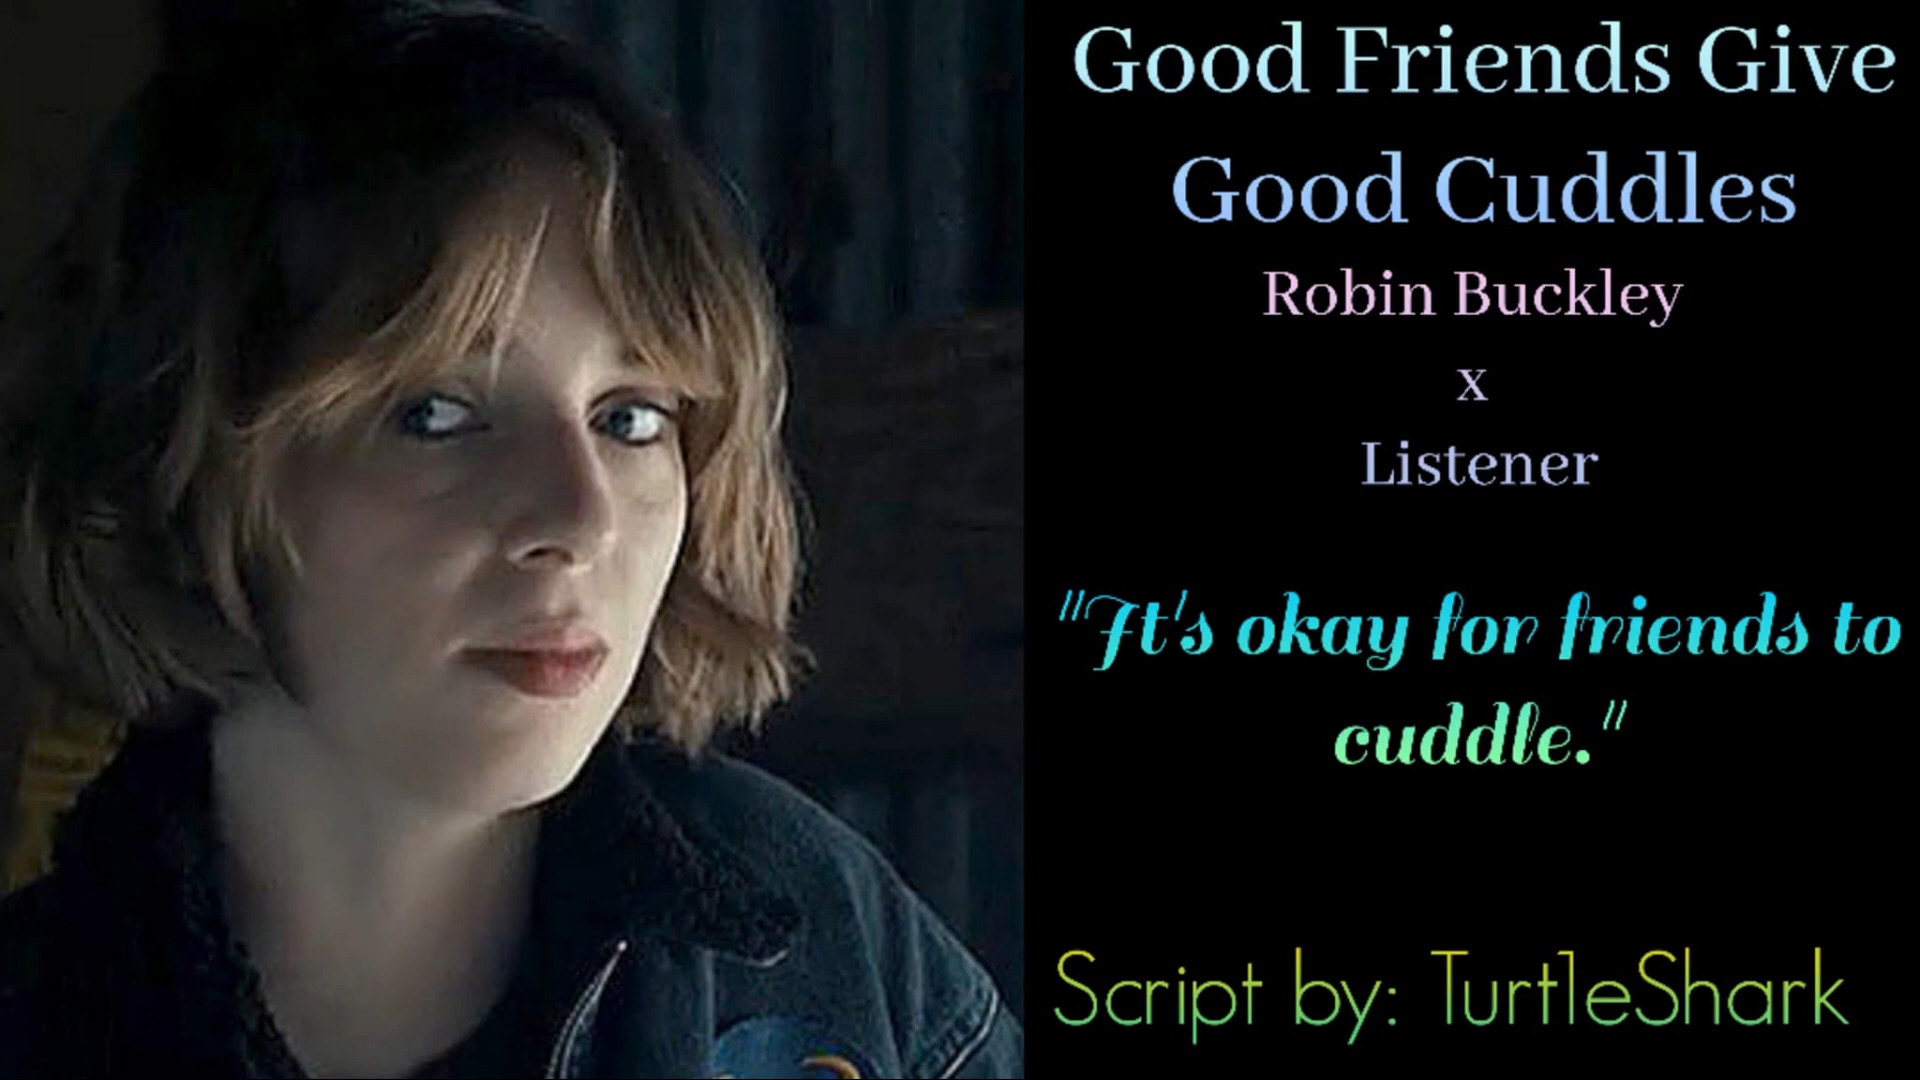 Good Friends Give
Good Cuddles
Robin Buckley
x
Listener
"It's okay for friends to
cuddle."
Script by: TurtleShark